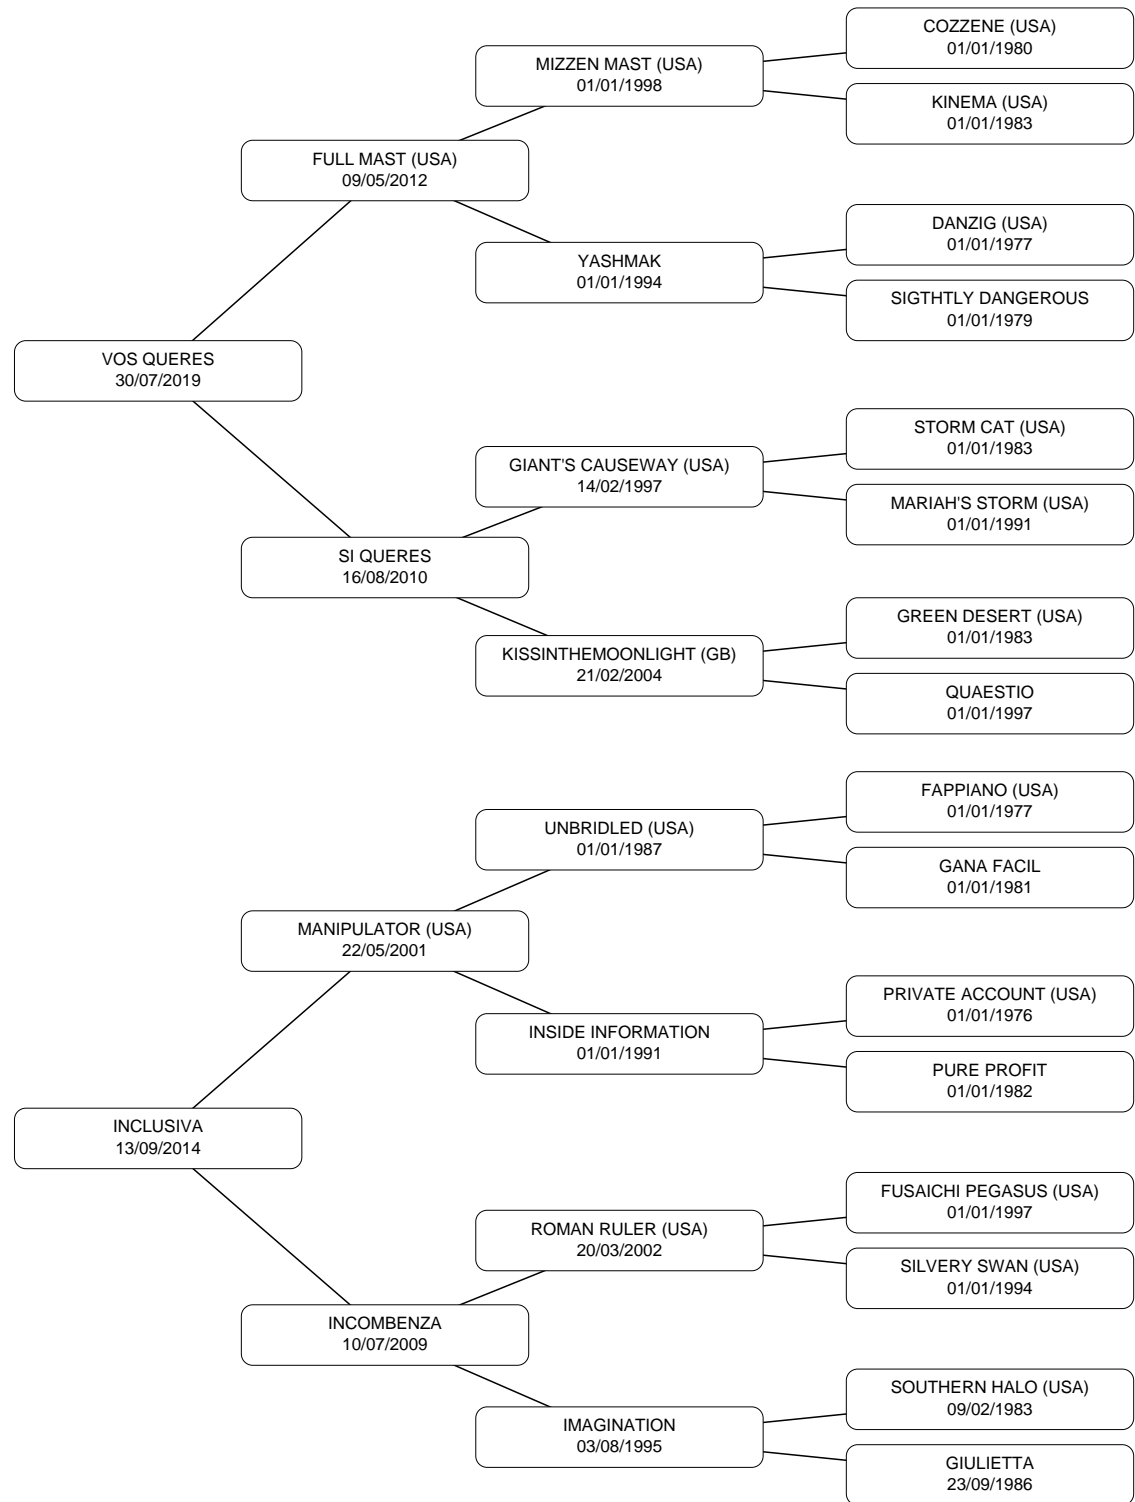 COZZENE (USA)
01/01/1980
MIZZEN MAST (USA)
01/01/1998
KINEMA (USA)
01/01/1983
FULL MAST (USA)
09/05/2012
DANZIG (USA)
01/01/1977
YASHMAK
01/01/1994
SIGTHTLY DANGEROUS
01/01/1979
VOS QUERES
30/07/2019
STORM CAT (USA)
01/01/1983
GIANT'S CAUSEWAY (USA)
14/02/1997
MARIAH'S STORM (USA)
01/01/1991
SI QUERES
16/08/2010
GREEN DESERT (USA)
01/01/1983
KISSINTHEMOONLIGHT (GB)
21/02/2004
QUAESTIO
01/01/1997
FAPPIANO (USA)
01/01/1977
UNBRIDLED (USA)
01/01/1987
GANA FACIL
01/01/1981
MANIPULATOR (USA)
22/05/2001
PRIVATE ACCOUNT (USA)
01/01/1976
INSIDE INFORMATION
01/01/1991
PURE PROFIT
01/01/1982
INCLUSIVA
13/09/2014
FUSAICHI PEGASUS (USA)
01/01/1997
ROMAN RULER (USA)
20/03/2002
SILVERY SWAN (USA)
01/01/1994
INCOMBENZA
10/07/2009
SOUTHERN HALO (USA)
09/02/1983
IMAGINATION
03/08/1995
GIULIETTA
23/09/1986